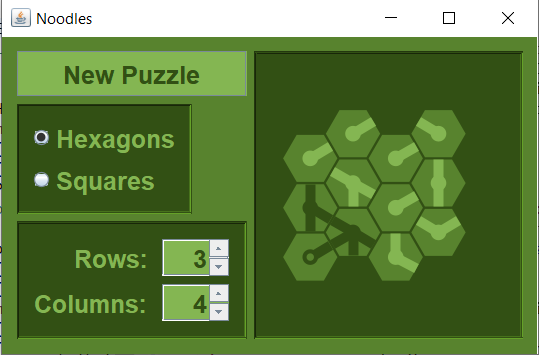 Noodles
New Puzzle
Hexagons
Squares
Rows: 3
Columns: 4